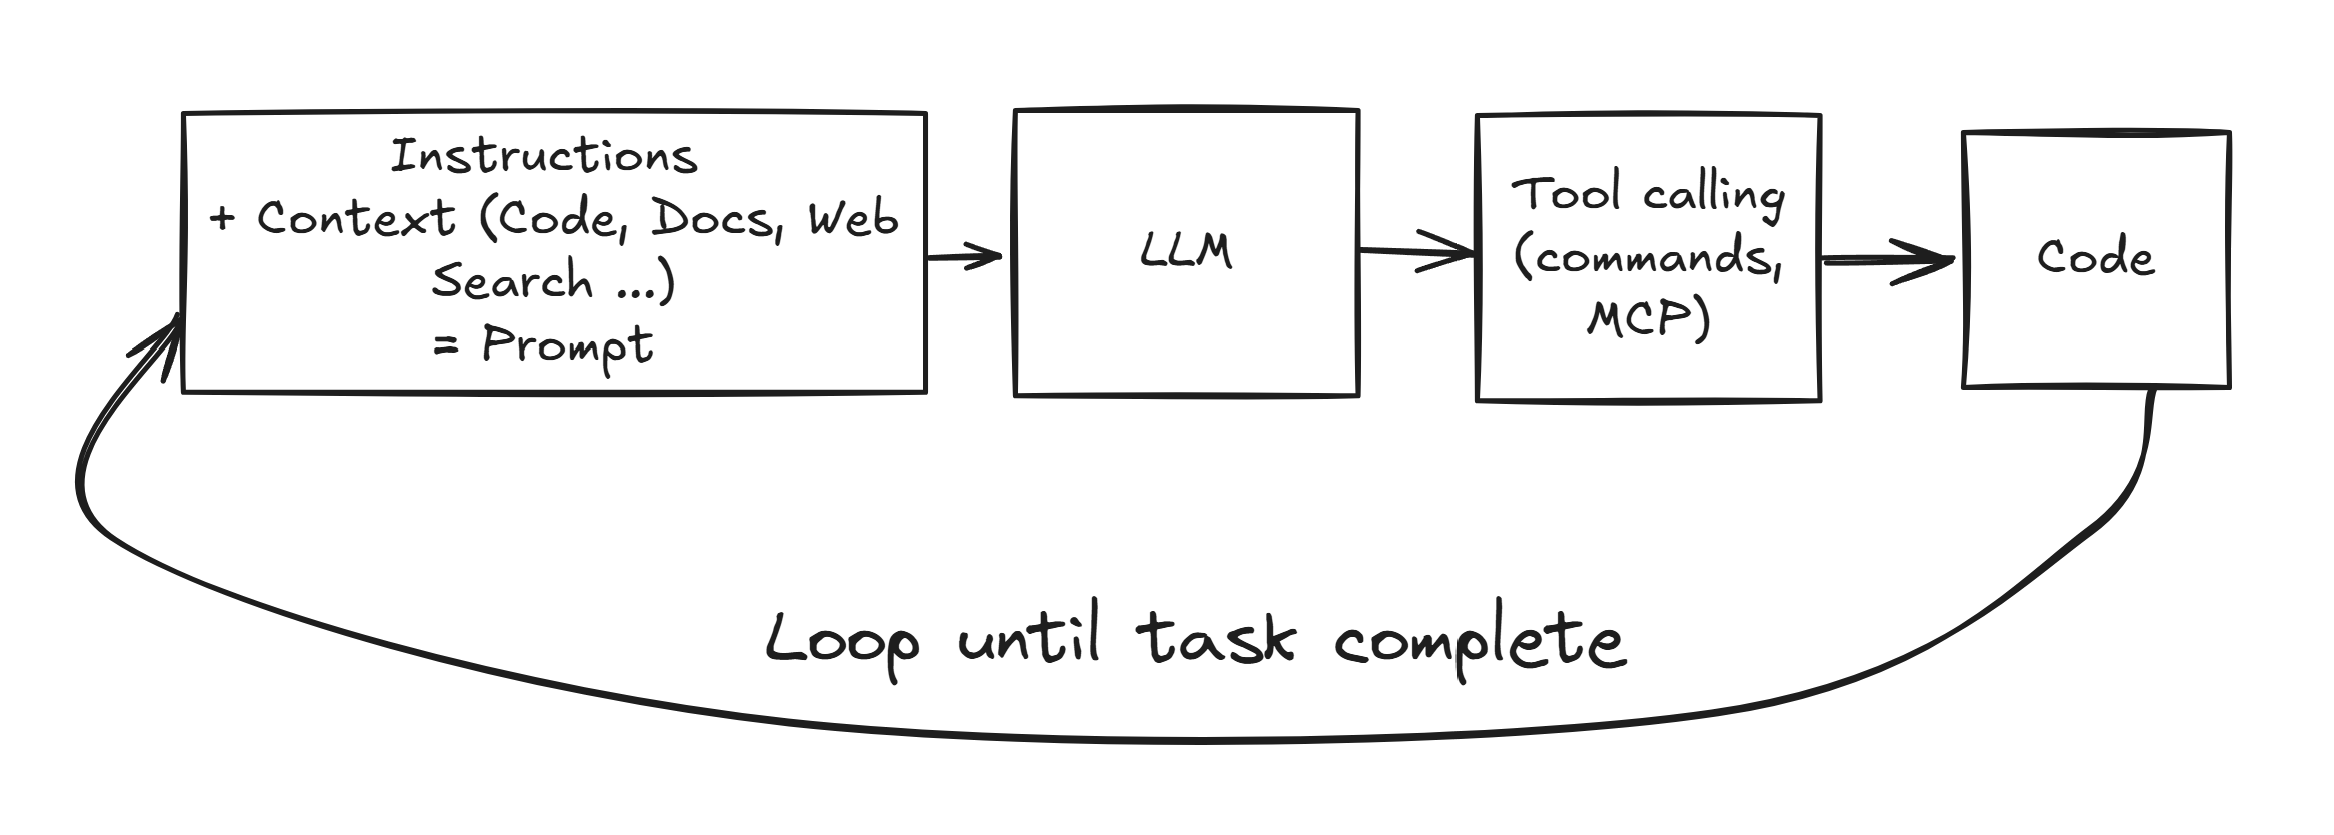 Instructions
+ Context (Code, Docs, Web
Search ...)
= Prompt
LLM
Tool calling
(commands,
MCP)
Code
Loop until task complete